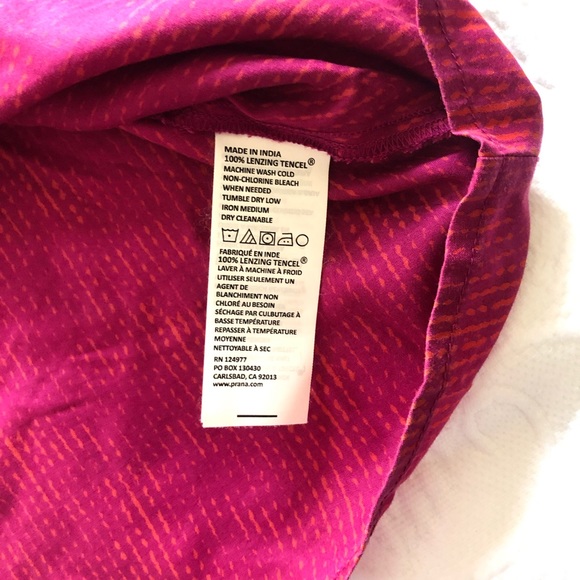 MADE IN INDIA
100% LENZING TENCEL®
MACHINE WASH COLD
NON-CHLORINE BLEACH
WHEN NEEDED
TUMBLE DRY LOW
IRON MEDIUM
DRY CLEANABLE
FABRIQUÉ EN INDE
100% LENZING TENCEL®
LAVER À MACHINE À FROID
UTILISER SEULEMENT UN
AGENT DE
BLANCHIMENT NON
CHLORÉ AU BESOIN
SÉCHAGE PAR CULBUTAGE À
BASSE TEMPÉRATURE
REPASSER À TEMPÉRATURE
MOYENNE
NETTOYABLE À SEC
RN 124977
PO BOX 130430
CARLSBAD, CA 92013
www.prana.com